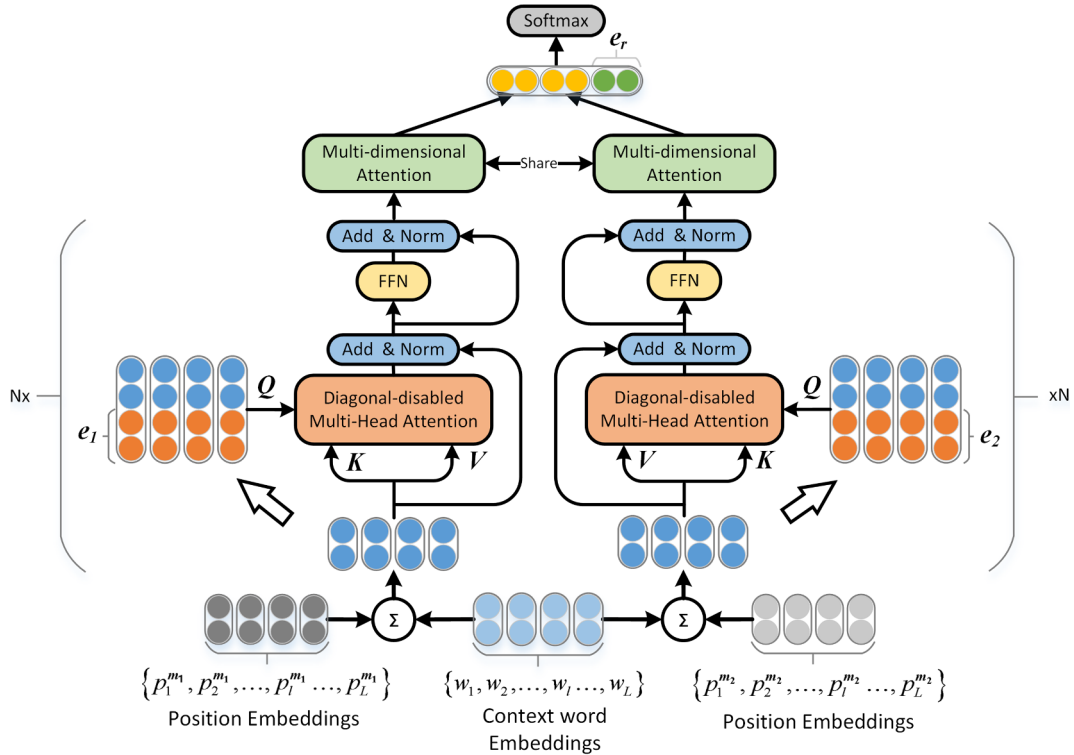 Softmax
e_r
Multi-dimensional
Attention
Share
Multi-dimensional
Attention
Add & Norm
Add & Norm
FFN
FFN
Add & Norm
Add & Norm
Nx
e_1
Q
Diagonal-disabled
Multi-Head Attention
Diagonal-disabled
Multi-Head Attention
Q
e_2
xN
K
V
V
K
Σ
Σ
{p_1^{m_1}, p_2^{m_1}, ..., p_l^{m_1} ..., p_L^{m_1}}
Position Embeddings
{w_1, w_2, ..., w_l ..., w_L}
Context word
Embeddings
{p_1^{m_2}, p_2^{m_2}, ..., p_l^{m_2} ..., p_L^{m_2}}
Position Embeddings